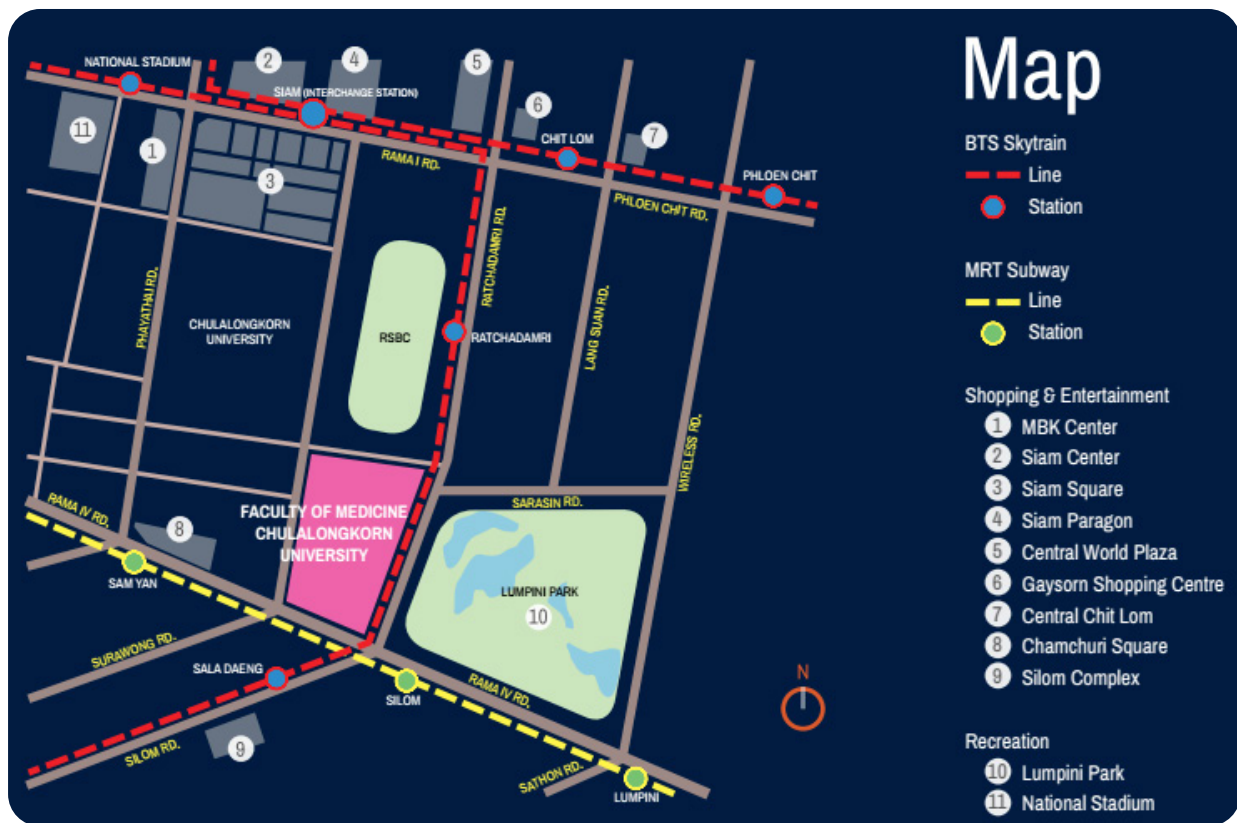 NATIONAL STADIUM
2
4
5
SIAM (INTERCHANGE STATION)
6
11
1
CHIT LOM
7
3
RAMA I RD.
PHLOEN CHIT
PHLOEN CHIT RD.
RATCHADAMRI RD.
PHAYATHAI RD.
LANG SUAN RD.
CHULALONGKORN
UNIVERSITY
RSBC
RATCHADAMRI
WIRELESS RD.
RAMA IV RD.
SARASIN RD.
FACULTY OF MEDICINE
CHULALONGKORN
UNIVERSITY
8
SAM YAN
LUMPINI PARK
10
SURAWONG RD.
SALA DAENG
SILOM
RAMA IV RD.
N
SILOM RD.
9
SATHON RD.
LUMPINI
Map
BTS Skytrain
Line
Station
MRT Subway
Line
Station
Shopping & Entertainment
1 MBK Center
2 Siam Center
3 Siam Square
4 Siam Paragon
5 Central World Plaza
6 Gaysorn Shopping Centre
7 Central Chit Lom
8 Chamchuri Square
9 Silom Complex
Recreation
10 Lumpini Park
11 National Stadium